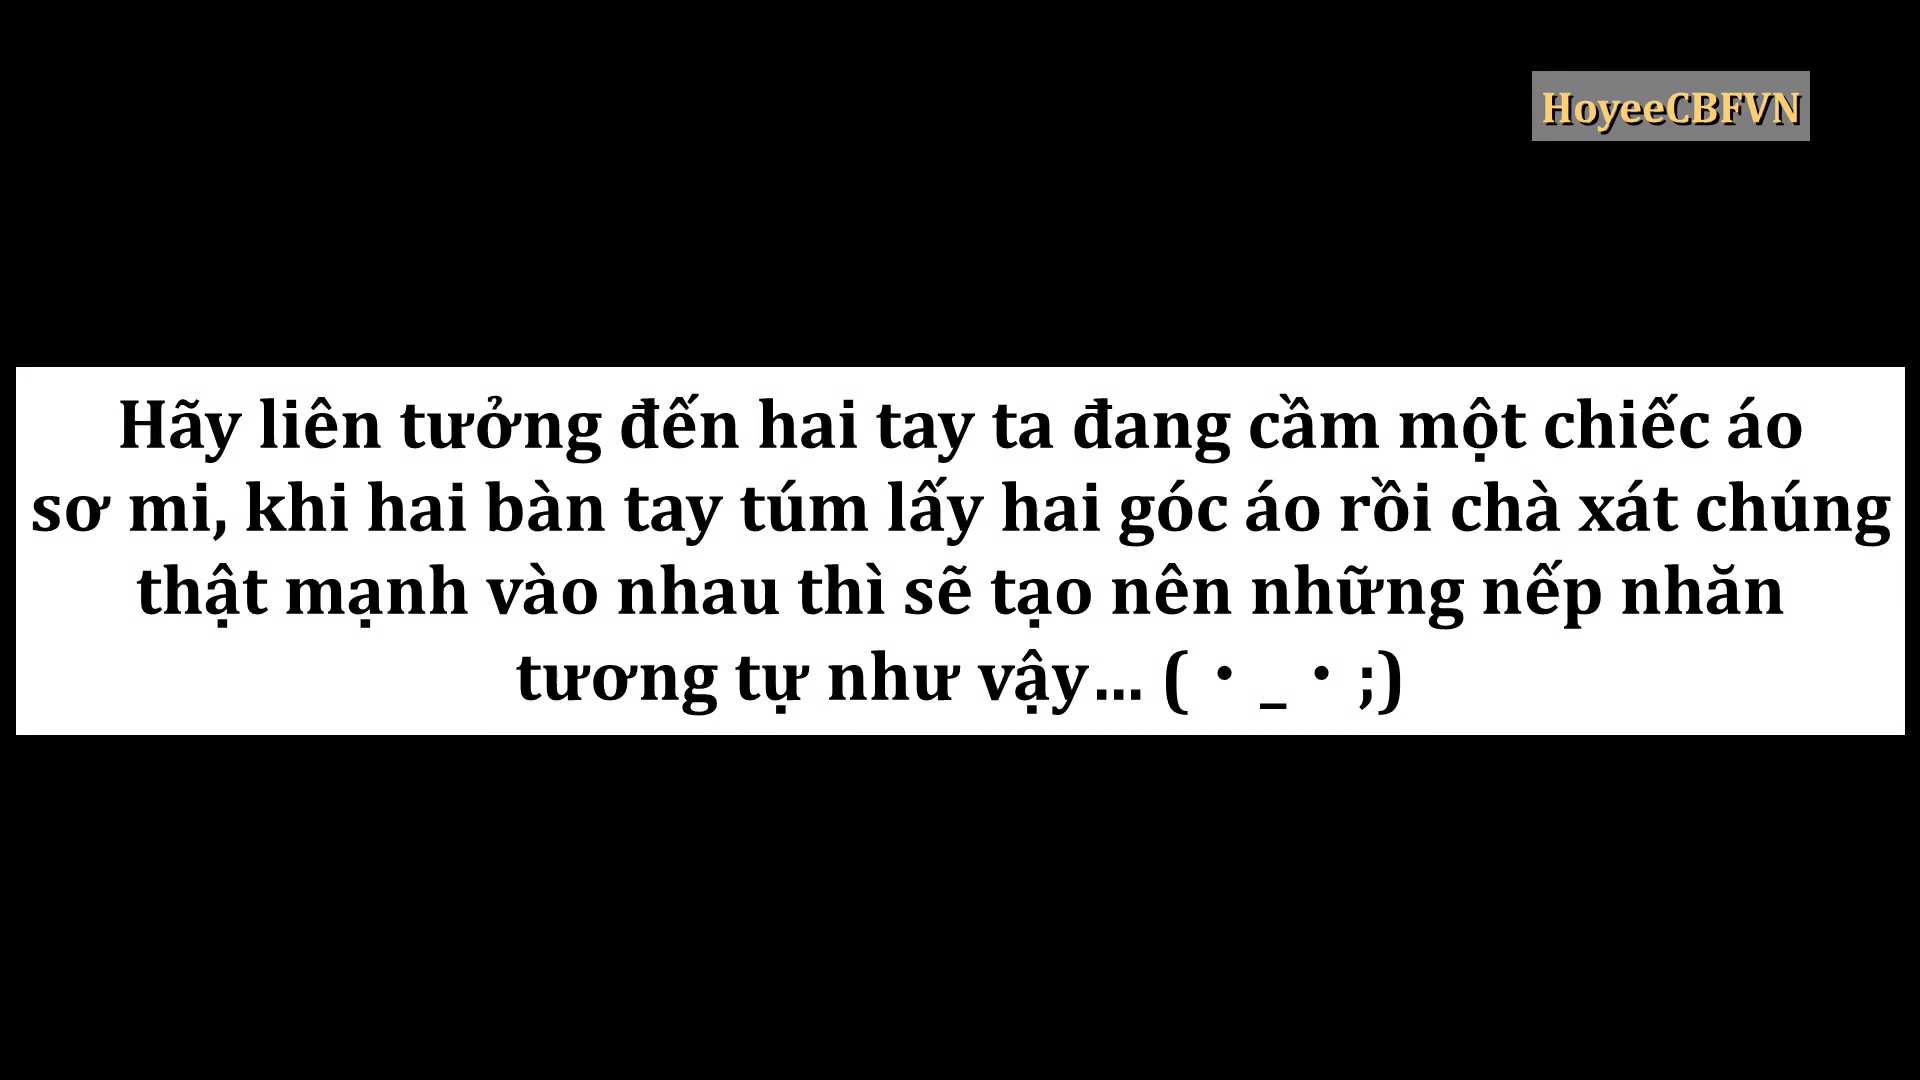 HoyeeCBFVN
Hãy liên tưởng đến hai tay ta đang cầm một chiếc áo
sơ mi, khi hai bàn tay túm lấy hai góc áo rồi chà xát chúng
thật mạnh vào nhau thì sẽ tạo nên những nếp nhăn
tương tự như vậy... (・_・;)